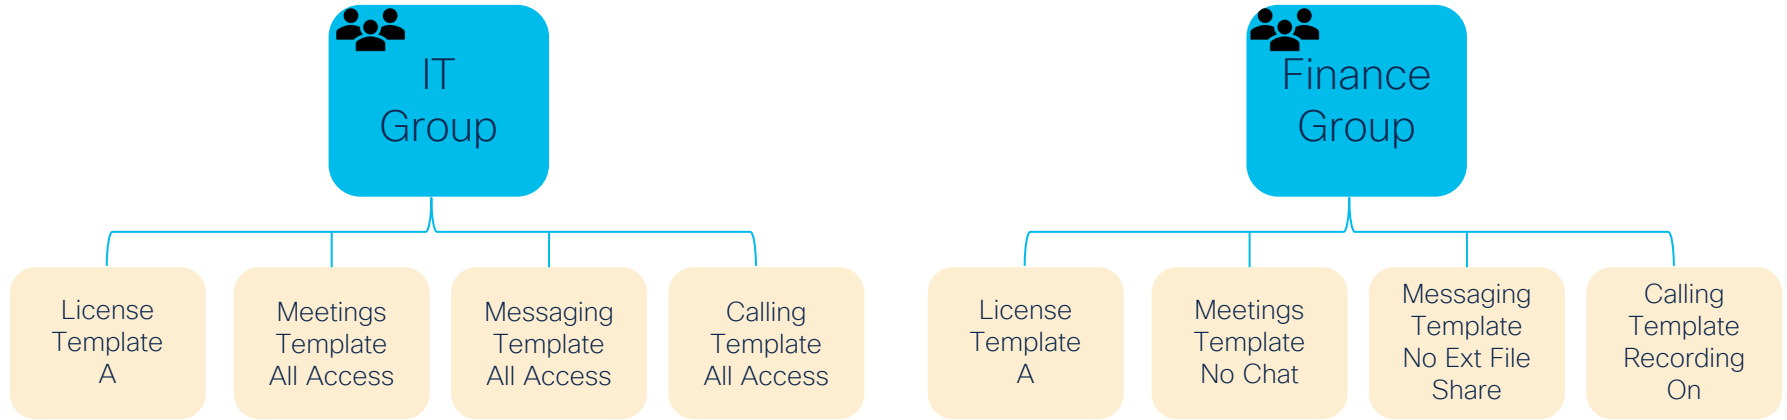 IT
Group
License
Template
A
Meetings
Template
All Access
Messaging
Template
All Access
Calling
Template
All Access
Finance
Group
License
Template
A
Meetings
Template
No Chat
Messaging
Template
No Ext File
Share
Calling
Template
Recording
On